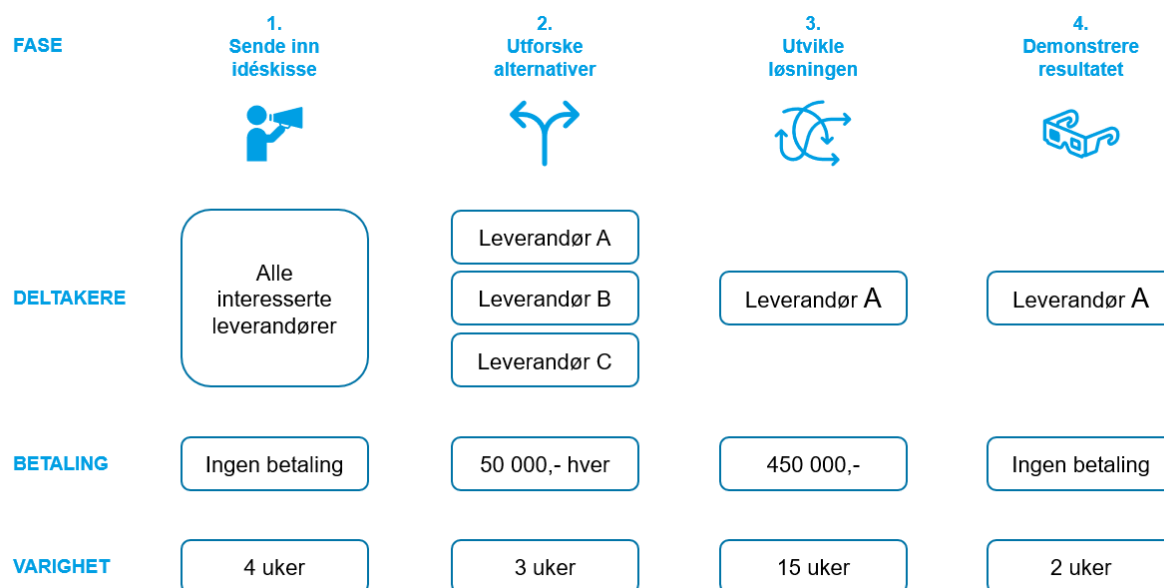 FASE
1.
Sende inn
idéskisse
2.
Utforske
alternativer
3.
Utvikle
løsningen
4.
Demonstrere
resultatet
DELTAKERE
Alle
interesserte
leverandører
Leverandør A
Leverandør B
Leverandør C
Leverandør A
Leverandør A
BETALING
Ingen betaling
50 000,- hver
450 000,-
Ingen betaling
VARIGHET
4 uker
3 uker
15 uker
2 uker